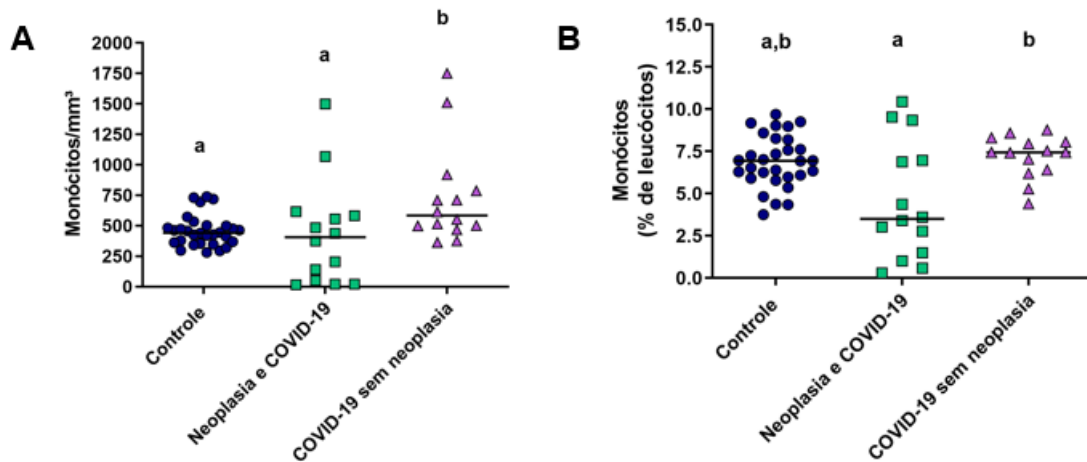 A
Monócitos/mm³
2000
1750
1500
1250
1000
750
500
250
0
a
a
b
Controle
Neoplasia e COVID-19
COVID-19 sem neoplasia
B
Monócitos
(% de leucócitos)
15.0
12.5
10.0
7.5
5.0
2.5
0.0
a,b
a
b
Controle
Neoplasia e COVID-19
COVID-19 sem neoplasia